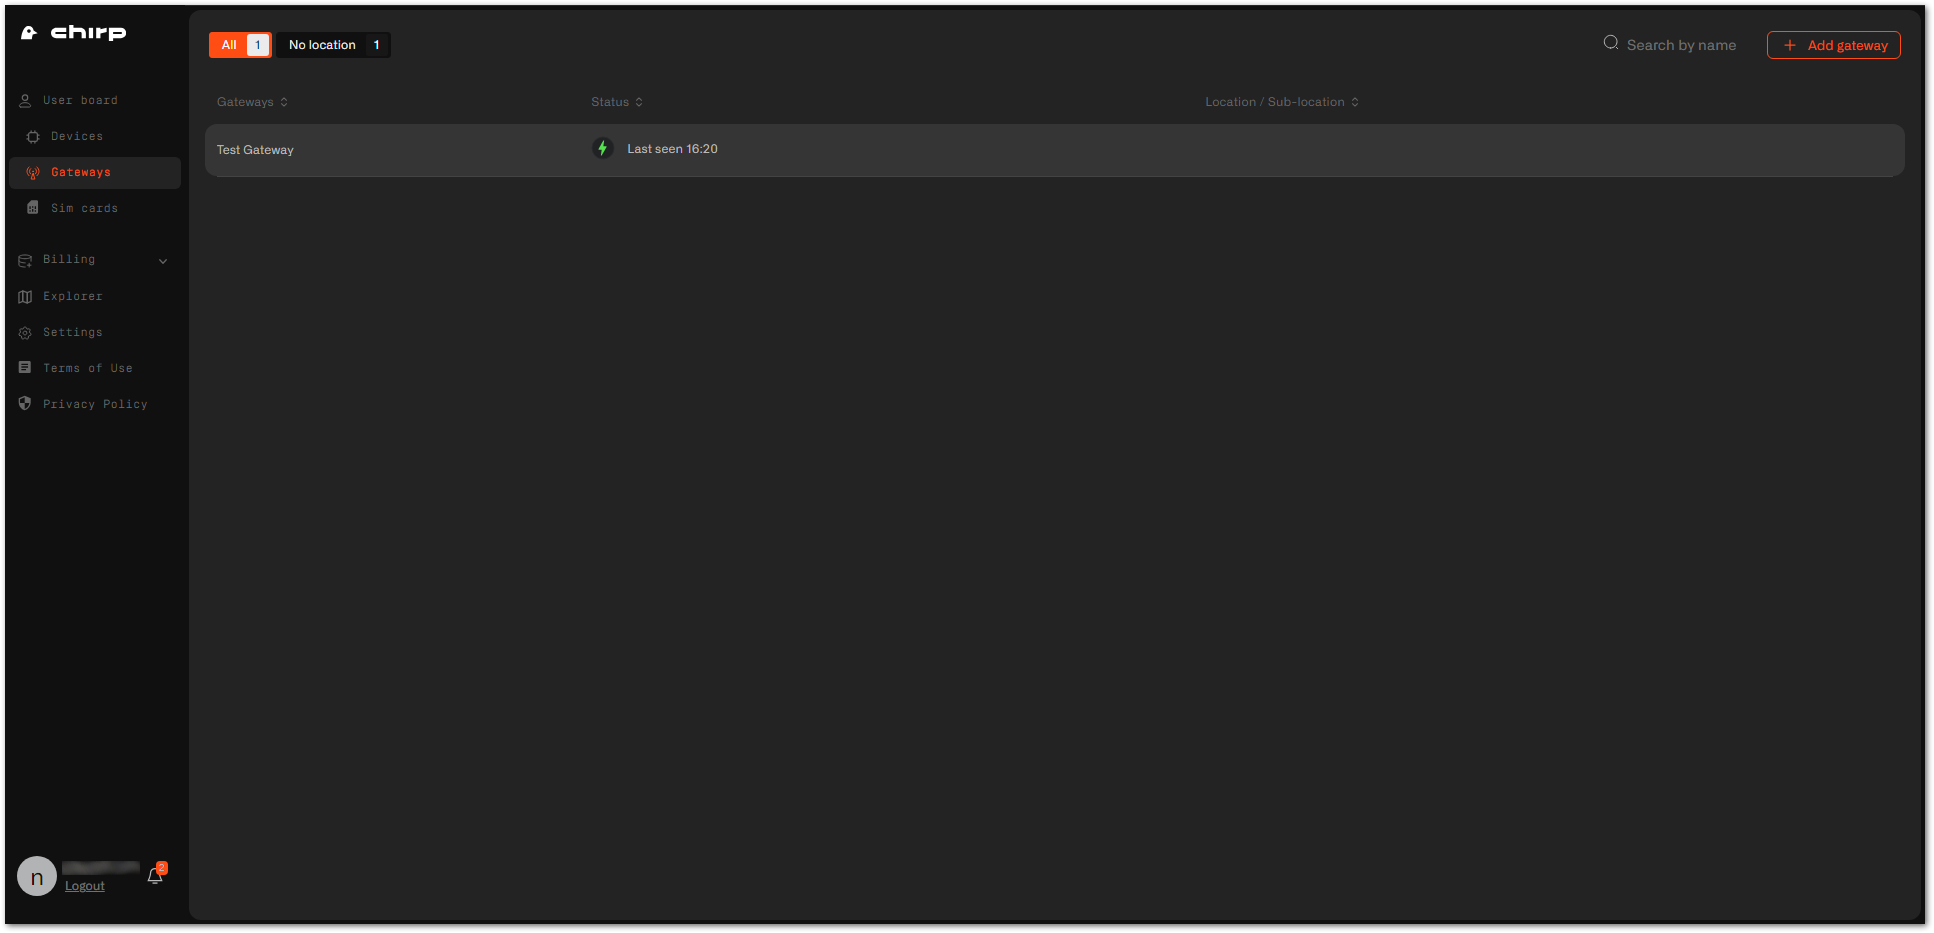 chirp
User board
Devices
Gateways
Sim cards
Billing
Explorer
Settings
Terms of Use
Privacy Policy
n
Logout
2
All 1
No location 1
Search by name
Add gateway
Gateways
Status
Location / Sub-location
Test Gateway
Last seen 16:20